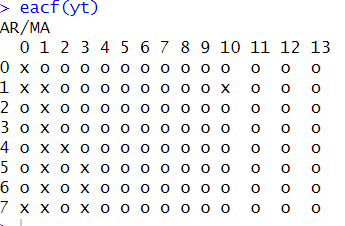 > eacf(yt)
AR/MA
  0 1 2 3 4 5 6 7 8 9 10 11 12 13
0 x o o o o o o o o o o o o o
1 x x o o o o o o o o x o o o
2 o x o o o o o o o o o o o o
3 o x o o o o o o o o o o o o
4 o x x o o o o o o o o o o o
5 o x o x o o o o o o o o o o
6 o x o x o o o o o o o o o o
7 x x o x o o o o o o o o o o
>